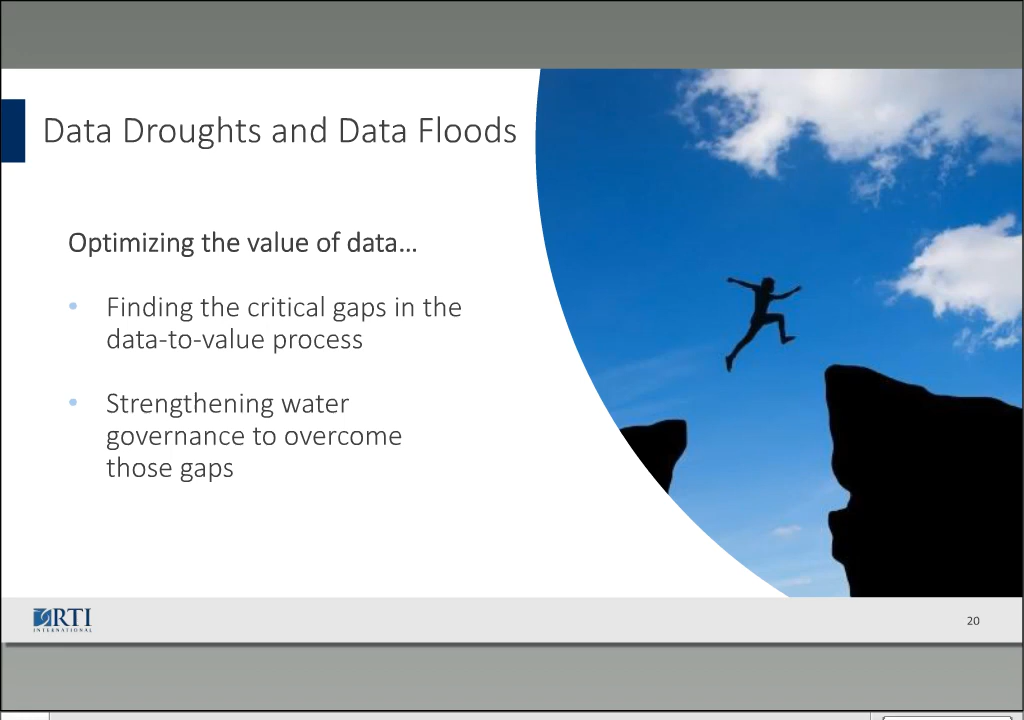 Data Droughts and Data Floods
Optimizing the value of data…
• Finding the critical gaps in the
data-to-value process
• Strengthening water
governance to overcome
those gaps
RTI
INTERNATIONAL
20